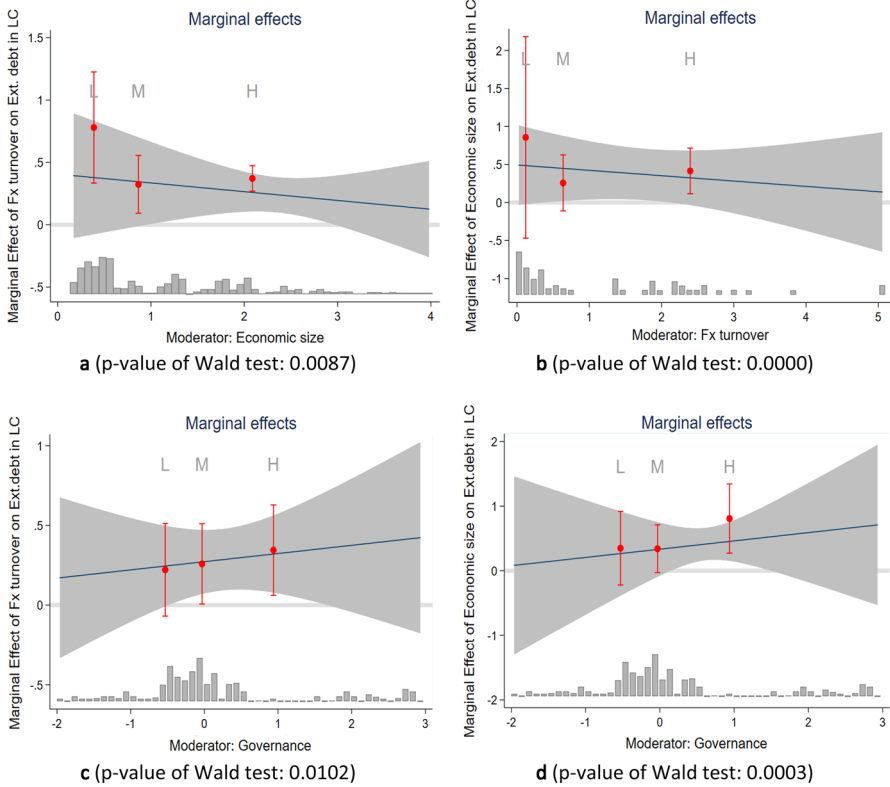 Marginal effects
Marginal Effect of Fx turnover on Ext. debt in LC
1.5
1
.5
0
-.5
L
M
H
0
1
2
3
4
Moderator: Economic size
a (p-value of Wald test: 0.0087)
Marginal effects
Marginal Effect of Economic size on Ext.debt in LC
2
1.5
1
.5
0
-.5
-1
L
M
H
0
1
2
3
4
5
Moderator: Fx turnover
b (p-value of Wald test: 0.0000)
Marginal effects
Marginal Effect of Fx turnover on Ext.debt in LC
1
.5
0
-.5
L
M
H
-2
-1
0
1
2
3
Moderator: Governance
c (p-value of Wald test: 0.0102)
Marginal effects
Marginal Effect of Economic size on Ext.debt in LC
2
1
0
-1
-2
L
M
H
-2
-1
0
1
2
3
Moderator: Governance
d (p-value of Wald test: 0.0003)